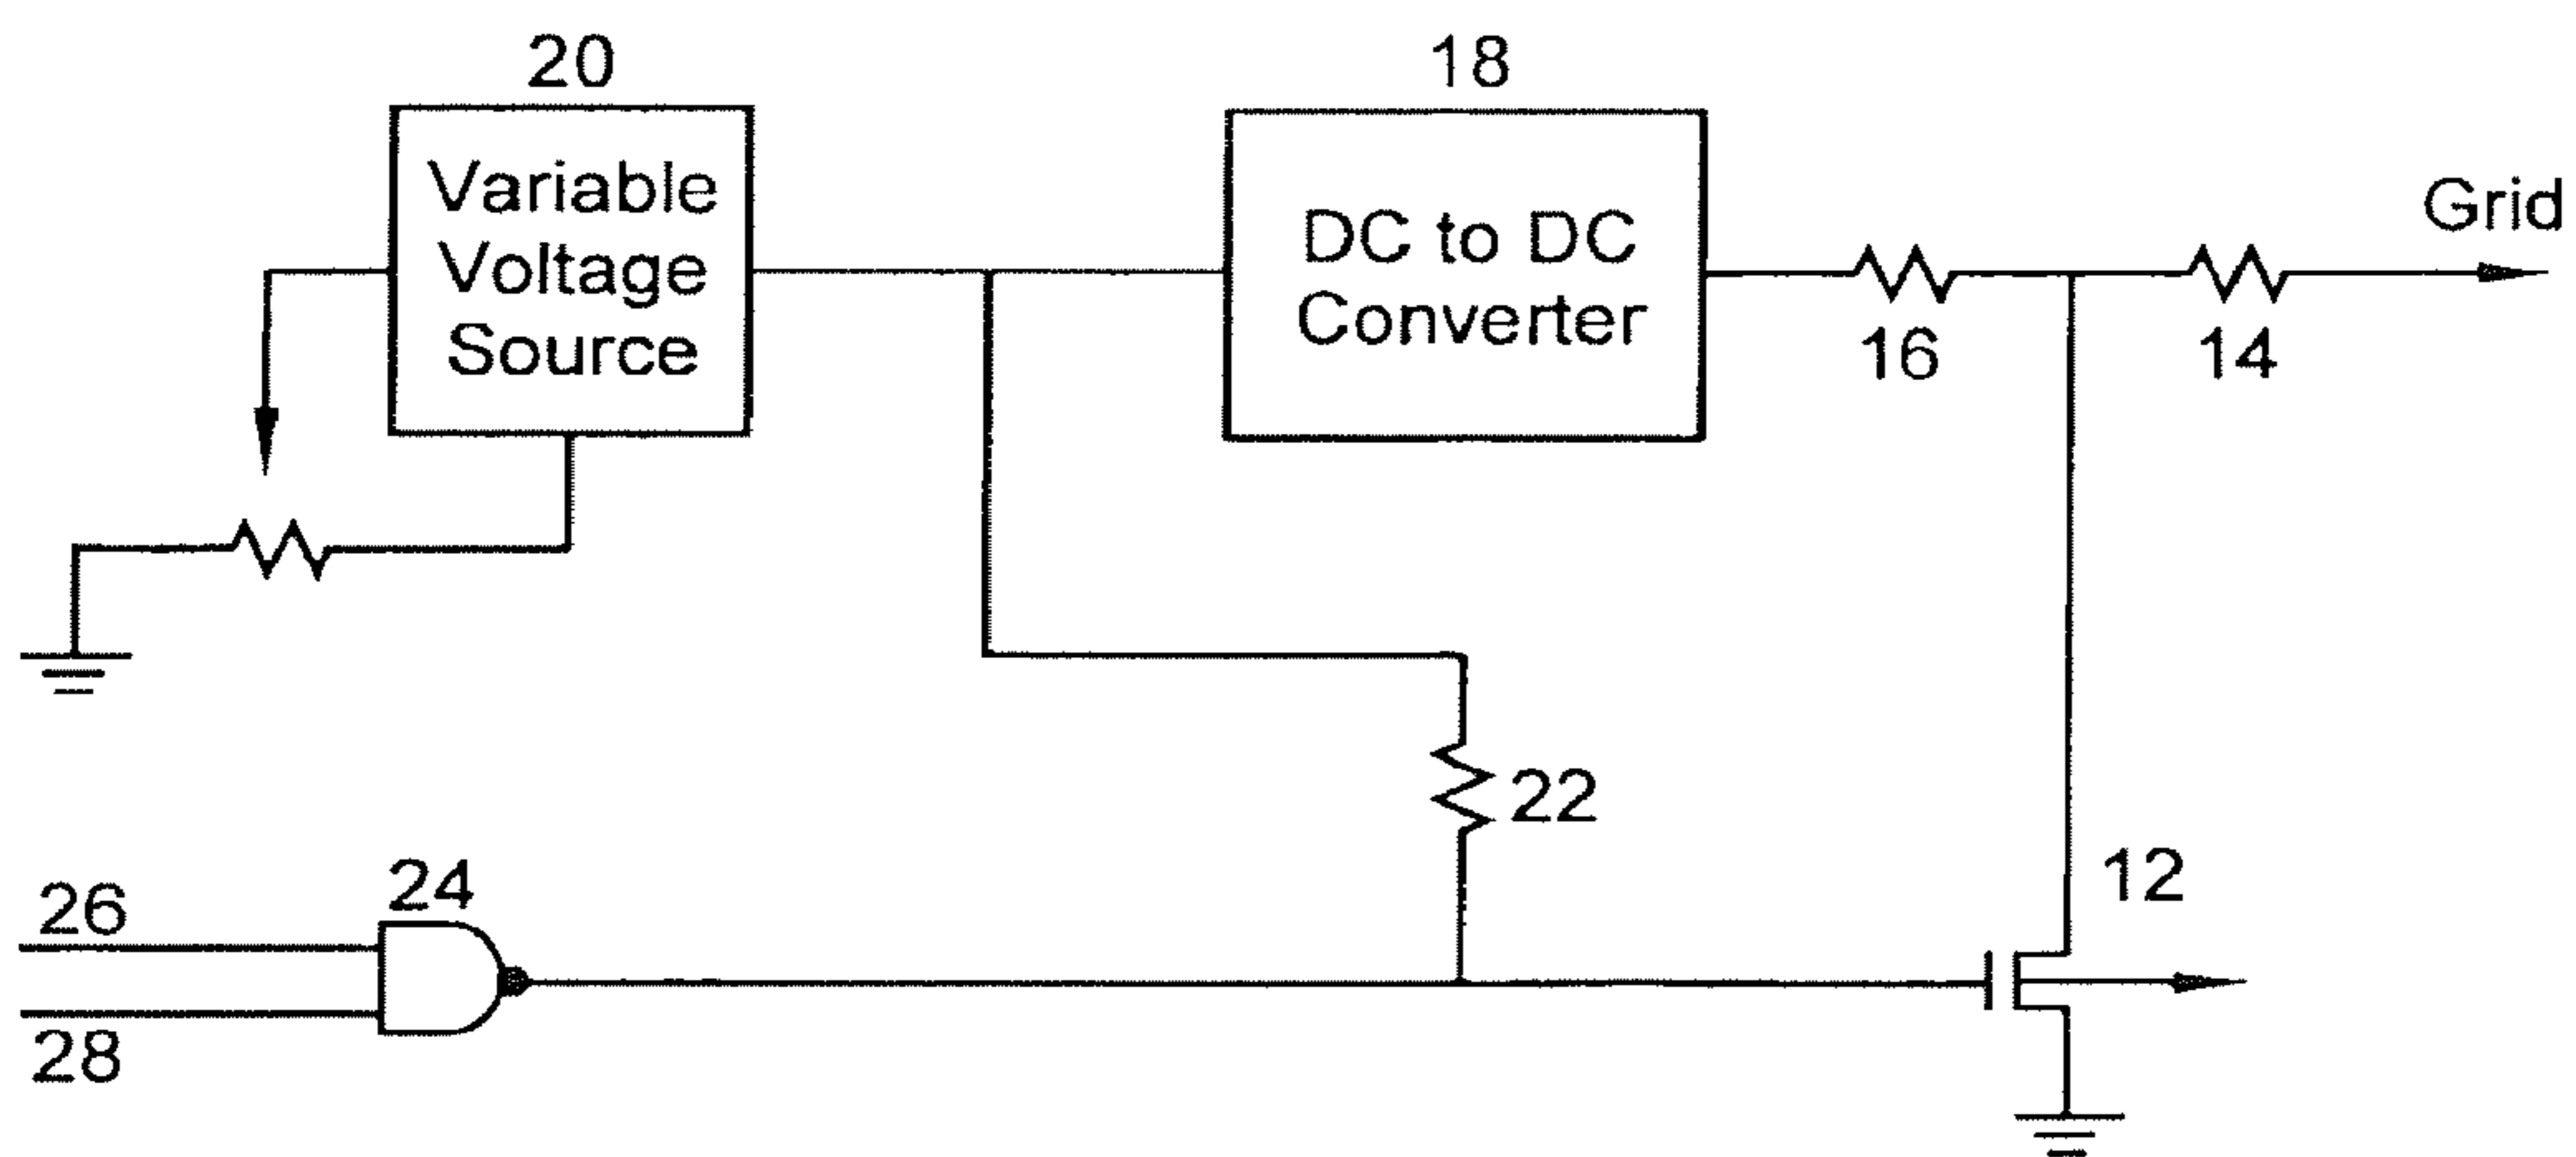 20
18
Variable
Voltage
Source
DC to DC
Converter
Grid
16
14
22
12
24
26
28